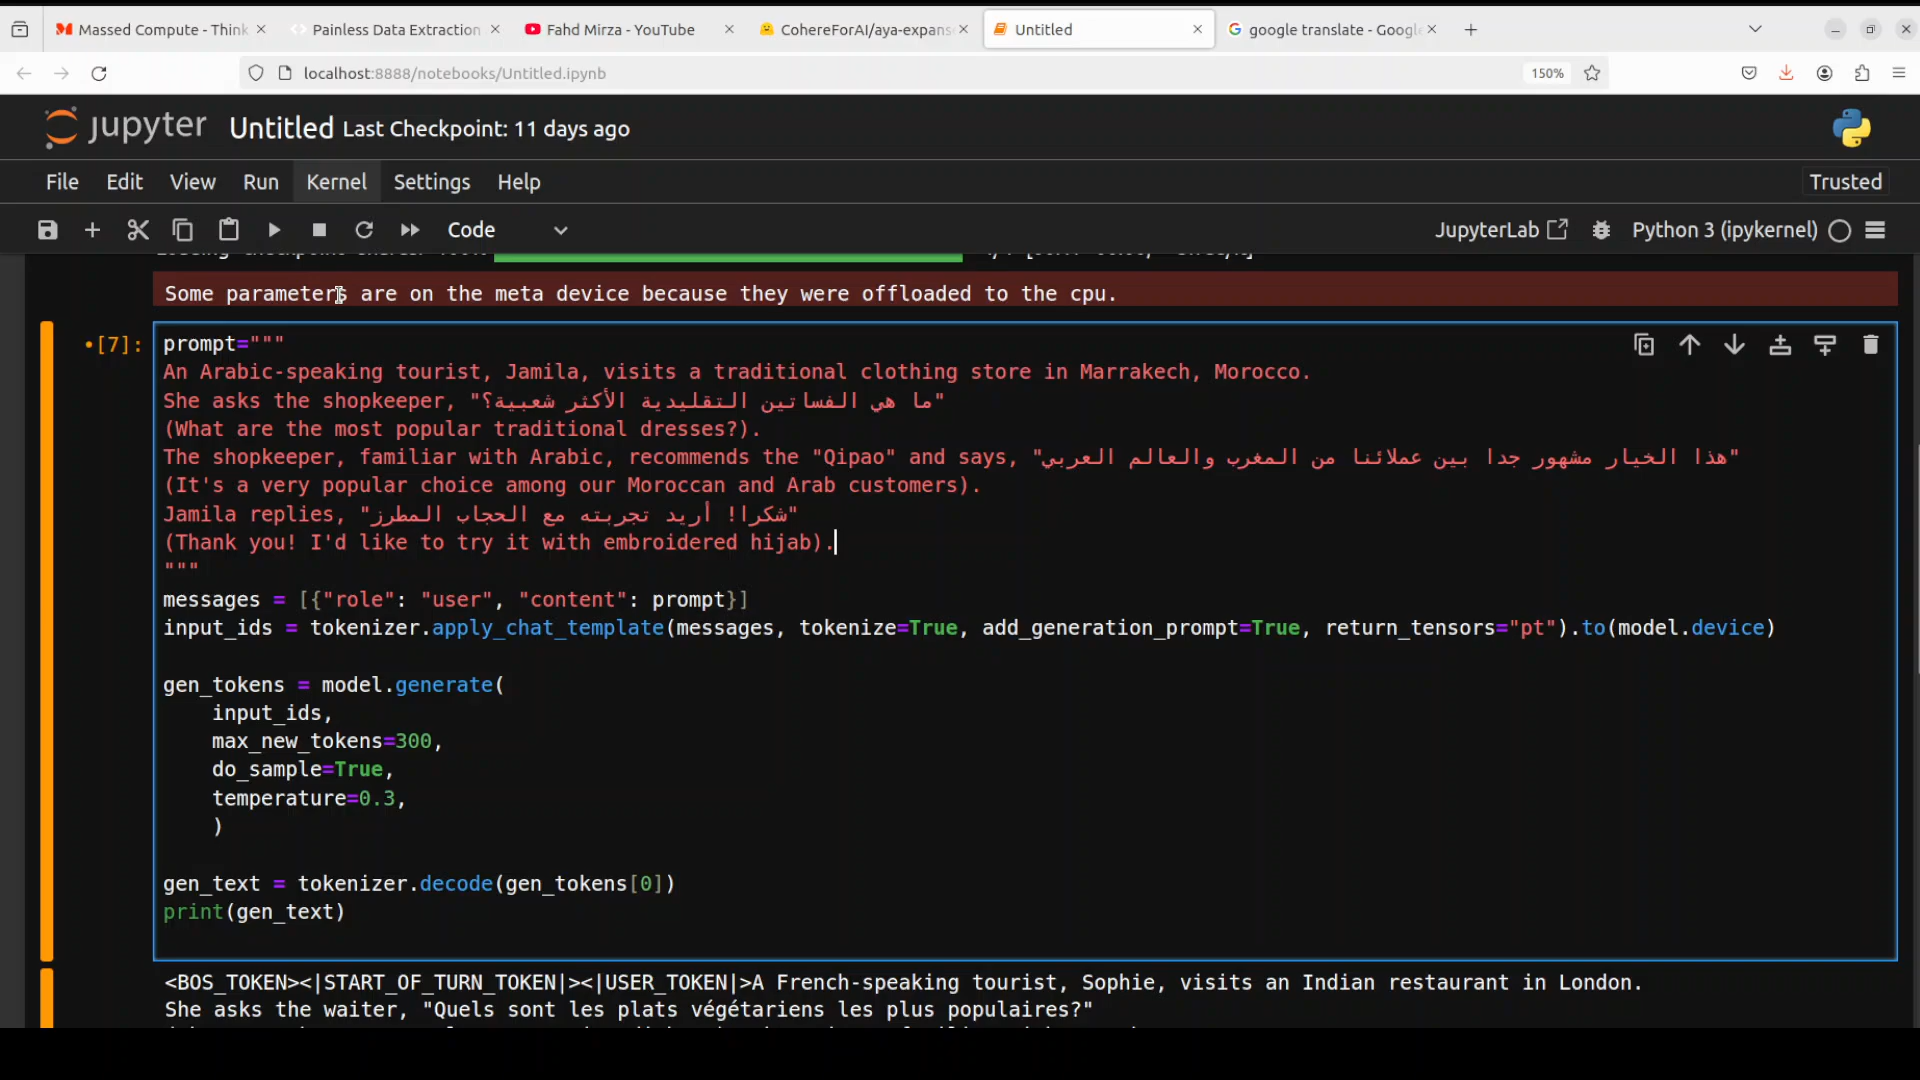 Massed Compute - Think
Painless Data Extraction
Fahd Mirza - YouTube
CohereForAI/aya-expans
Untitled
google translate - Google
localhost:8888/notebooks/Untitled.ipynb
150%
jupyter Untitled Last Checkpoint: 11 days ago
File Edit View Run Kernel Settings Help Trusted
Code JupyterLab Python 3 (ipykernel)
Some parameters are on the meta device because they were offloaded to the cpu.
•[7]: prompt="""
An Arabic-speaking tourist, Jamila, visits a traditional clothing store in Marrakech, Morocco.
She asks the shopkeeper, "ما هي الفساتين التقليدية الأكثر شعبية؟"
(What are the most popular traditional dresses?).
The shopkeeper, familiar with Arabic, recommends the "Qipao" and says, "هذا الخيار مشهور جدا بين عملائنا من المغرب والعالم العربي"
(It's a very popular choice among our Moroccan and Arab customers).
Jamila replies, "شكرا! أريد تجربته مع الحجاب المطرز"
(Thank you! I'd like to try it with embroidered hijab).
"""
messages = [{"role": "user", "content": prompt}]
input_ids = tokenizer.apply_chat_template(messages, tokenize=True, add_generation_prompt=True, return_tensors="pt").to(model.device)
gen_tokens = model.generate(
input_ids,
max_new_tokens=300,
do_sample=True,
temperature=0.3,
)
gen_text = tokenizer.decode(gen_tokens[0])
print(gen_text)
<BOS_TOKEN><|START_OF_TURN_TOKEN|><|USER_TOKEN|>A French-speaking tourist, Sophie, visits an Indian restaurant in London.
She asks the waiter, "Quels sont les plats végétariens les plus populaires?"